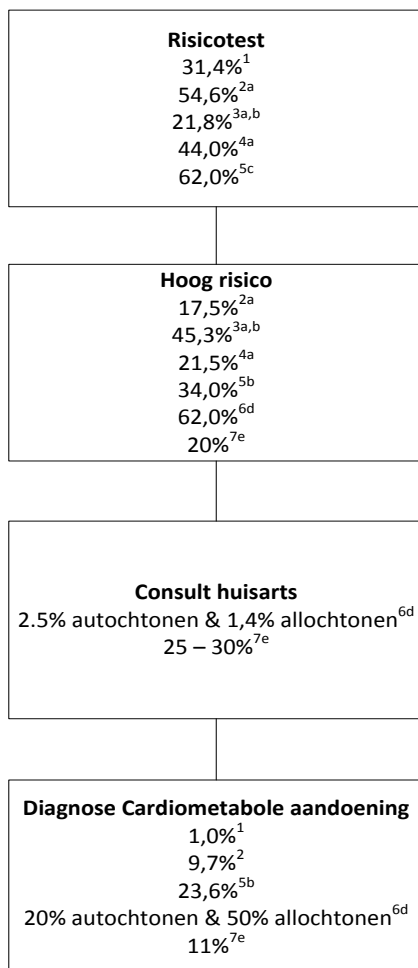 Risicotest
31,4%1
54,6%2a
21,8%3a,b
44,0%4a
62,0%5c
Hoog risico
17,5%2a
45,3%3a,b
21,5%4a
34,0%5b
62,0%6d
20%7e
Consult huisarts
2.5% autochtonen & 1,4% allochtonen6d
25 – 30%7e
Diagnose Cardiometabole aandoening
1,0%1
9,7%2
23,6%5b
20% autochtonen & 50% allochtonen6d
11%7e